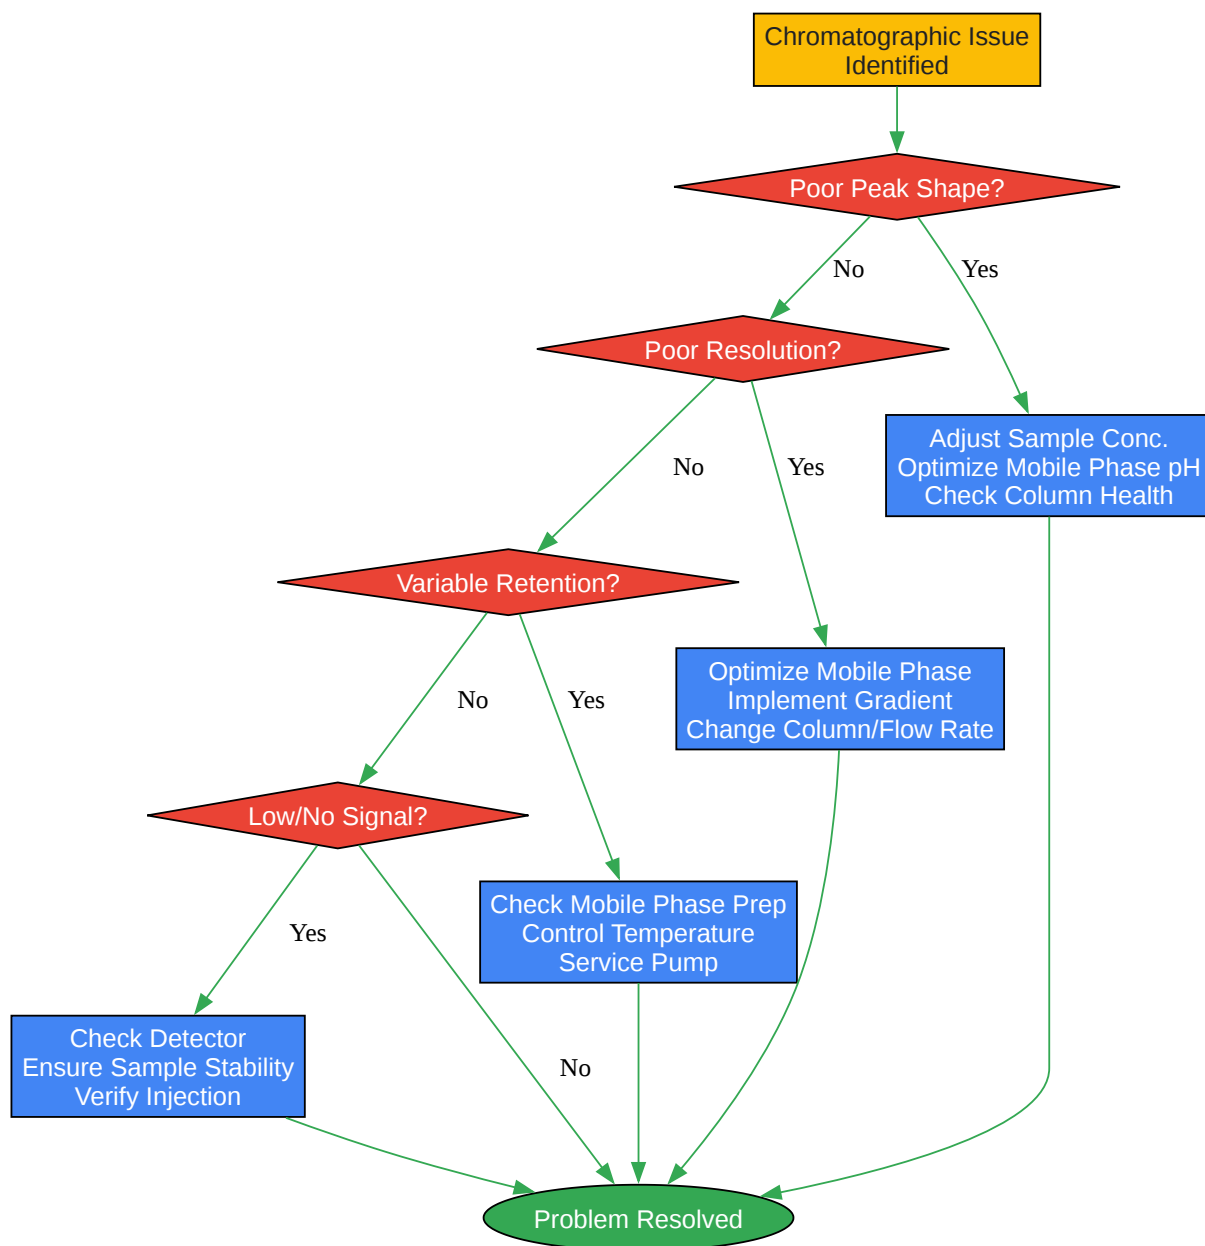 Chromatographic Issue
Identified
Poor Peak Shape?
No
Yes
Poor Resolution?
Adjust Sample Conc.
Optimize Mobile Phase pH
Check Column Health
No
Yes
Variable Retention?
Optimize Mobile Phase
Implement Gradient
Change Column/Flow Rate
No
Yes
Low/No Signal?
Check Mobile Phase Prep
Control Temperature
Service Pump
Yes
Check Detector
Ensure Sample Stability
Verify Injection
No
Problem Resolved